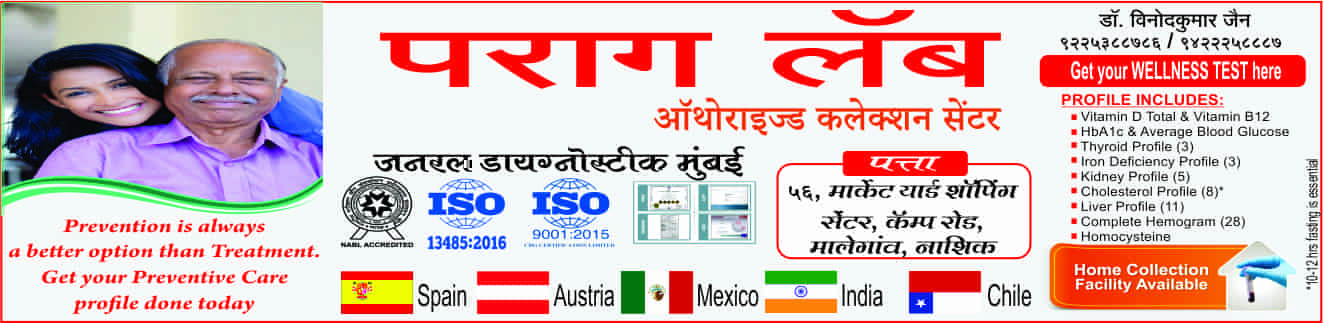 Prevention is always
a better option than Treatment.
Get your Preventive Care
profile done today
पराग लॅब
ऑथोराइज्ड कलेक्शन सेंटर
जनरल डायग्नोस्टीक मुंबई
NABL ACCREDITED
ISO
13485:2016
ISO
9001:2015
CBG CERTIFICATION LIMITED
पत्ता
५६, मार्केट यार्ड शॉपिंग
सेंटर, कॅम्प रोड,
मालेगांव, नाशिक
Spain
Austria
Mexico
India
Chile
डॉ. विनोदकुमार जैन
९२२५३८८७८६ / ९४२२२५८८८७
Get your WELLNESS TEST here
PROFILE INCLUDES:
Vitamin D Total & Vitamin B12
HbA1c & Average Blood Glucose
Thyroid Profile (3)
Iron Deficiency Profile (3)
Kidney Profile (5)
Cholesterol Profile (8)*
Liver Profile (11)
Complete Hemogram (28)
Homocysteine
Home Collection
Facility Available
*10-12 hrs fasting is essential